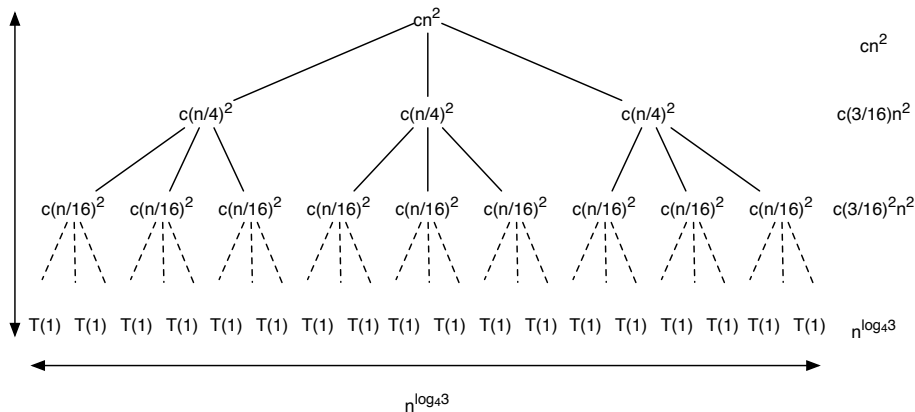 cn² cn²
c(n/4)² c(n/4)² c(n/4)² c(3/16)n²
c(n/16)² c(n/16)² c(n/16)² c(n/16)² c(n/16)² c(n/16)² c(n/16)² c(n/16)² c(n/16)² c(3/16)²n²
T(1) T(1) T(1) T(1) T(1) T(1) T(1) T(1) T(1) T(1) T(1) T(1) T(1) T(1) T(1) T(1) T(1) T(1) n^log₄3
n^log₄3